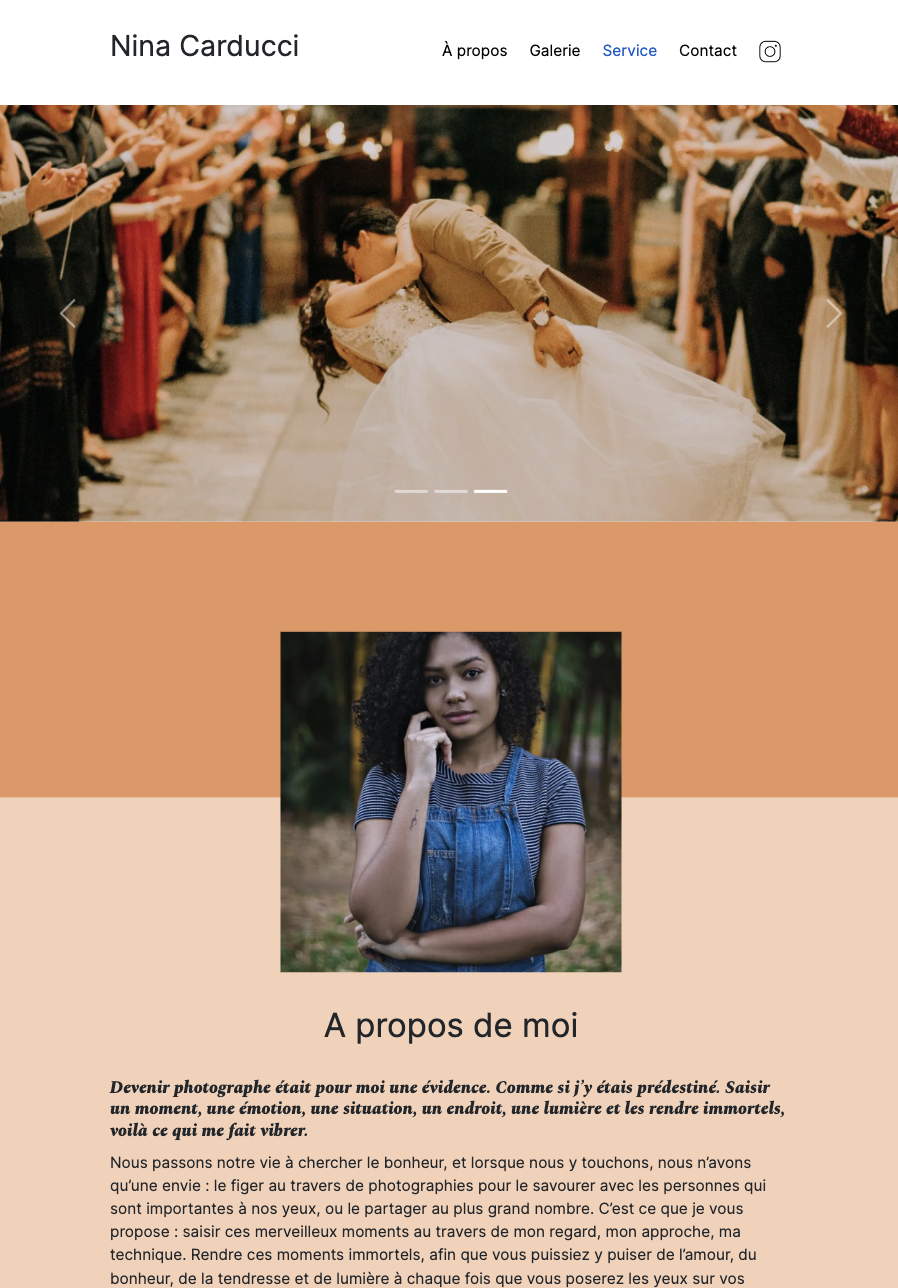 Nina Carducci
À propos Galerie Service Contact
A propos de moi
Devenir photographe était pour moi une évidence. Comme si j’y étais prédestiné. Saisir
un moment, une émotion, une situation, un endroit, une lumière et les rendre immortels,
voilà ce qui me fait vibrer.
Nous passons notre vie à chercher le bonheur, et lorsque nous y touchons, nous n’avons
qu’une envie : le figer au travers de photographies pour le savourer avec les personnes qui
sont importantes à nos yeux, ou le partager au plus grand nombre. C’est ce que je vous
propose : saisir ces merveilleux moments au travers de mon regard, mon approche, ma
technique. Rendre ces moments immortels, afin que vous puissiez y puiser de l’amour, du
bonheur, de la tendresse et de lumière à chaque fois que vous poserez les yeux sur vos